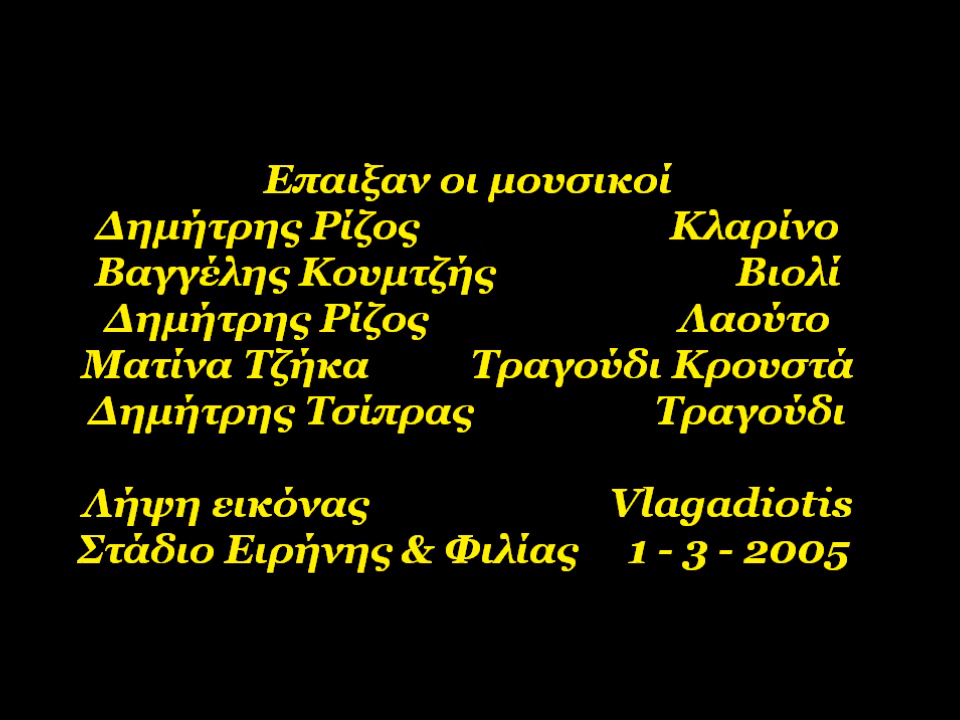 Επαιξαν οι μουσικοί
Δημήτρης Ρίζος Κλαρίνο
Βαγγέλης Κουμτζής Βιολί
Δημήτρης Ρίζος Λαούτο
Ματίνα Τζήκα Τραγούδι Κρουστά
Δημήτρης Τσίπρας Τραγούδι
Λήψη εικόνας Vlagadiotis
Στάδιο Ειρήνης & Φιλίας 1 - 3 - 2005